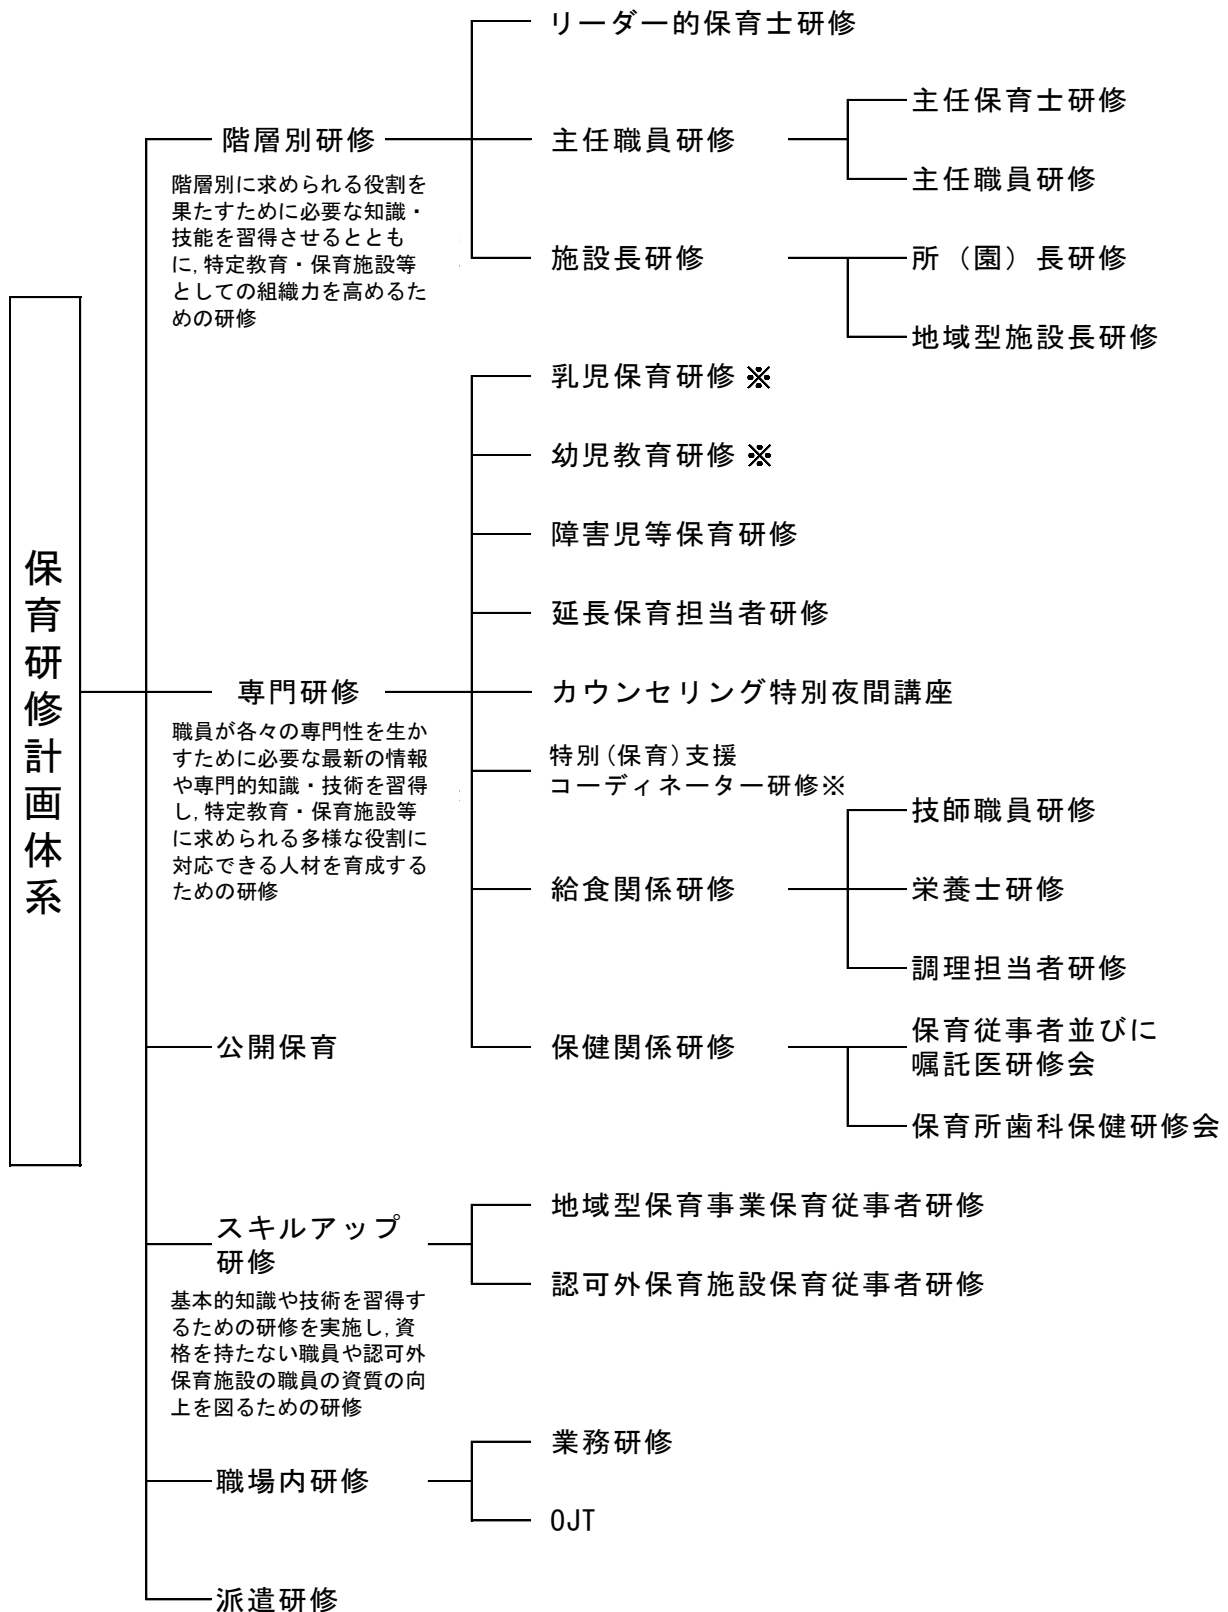 保育研修計画体系
階層別研修
階層別に求められる役割を
果たすために必要な知識・
技能を習得させるととも
に,特定教育・保育施設等
としての組織力を高めるた
めの研修
リーダー的保育士研修
主任職員研修
主任保育士研修
主任職員研修
施設長研修
所（園）長研修
地域型施設長研修
専門研修
職員が各々の専門性を生か
すために必要な最新の情報
や専門的知識・技術を習得
し,特定教育・保育施設等
に求められる多様な役割に
対応できる人材を育成する
ための研修
乳児保育研修※
幼児教育研修※
障害児等保育研修
延長保育担当者研修
カウンセリング特別夜間講座
特別(保育)支援
コーディネーター研修※
給食関係研修
技師職員研修
栄養士研修
調理担当者研修
保健関係研修
保育従事者並びに
嘱託医研修会
保育所歯科保健研修会
公開保育
スキルアップ
研修
基本的知識や技術を習得す
るための研修を実施し,資
格を持たない職員や認可外
保育施設の職員の資質の向
上を図るための研修
地域型保育事業保育従事者研修
認可外保育施設保育従事者研修
職場内研修
業務研修
OJT
派遣研修